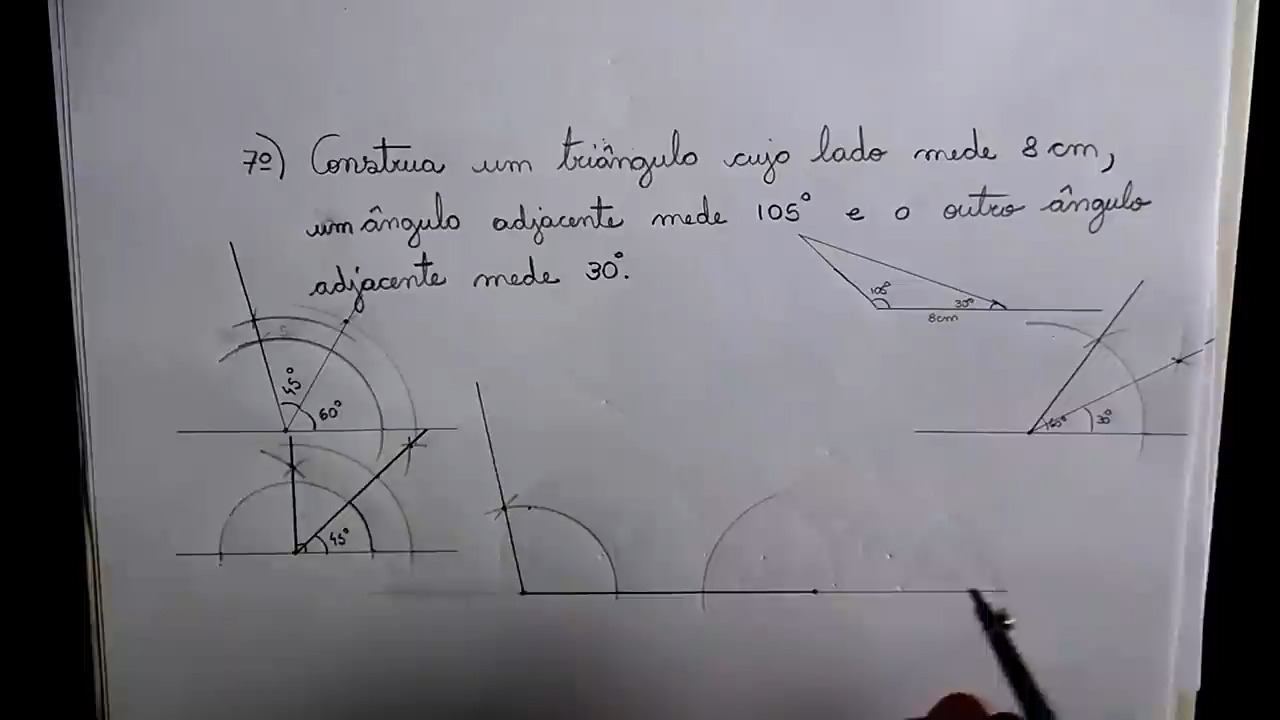 7º) Construa um triângulo cujo lado mede 8 cm,
um ângulo adjacente mede 105° e o outro ângulo
adjacente mede 30°.
105°
30°
8cm
45°
60°
30°
45°